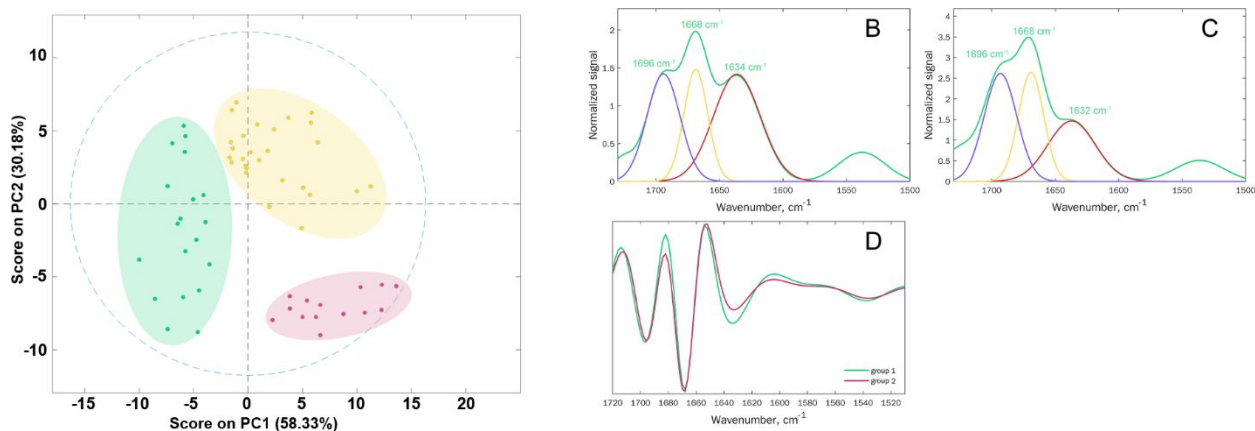 Score on PC2 (30.18%)
10
5
0
-5
-10
-15
-10
-5
0
5
10
15
20
Score on PC1 (58.33%)
B
Normalized signal
2
1.5
1
0.5
0
1696 cm-1
1668 cm-1
1634 cm-1
1700
1650
1600
1550
1500
Wavenumber, cm-1
C
Normalized signal
4
3.5
3
2.5
2
1.5
1
0.5
0
1696 cm-1
1668 cm-1
1632 cm-1
1700
1650
1600
1550
1500
Wavenumber, cm-1
D
group 1
group 2
1720 1700 1680 1660 1640 1620 1600 1580 1560 1540 1520
Wavenumber, cm-1